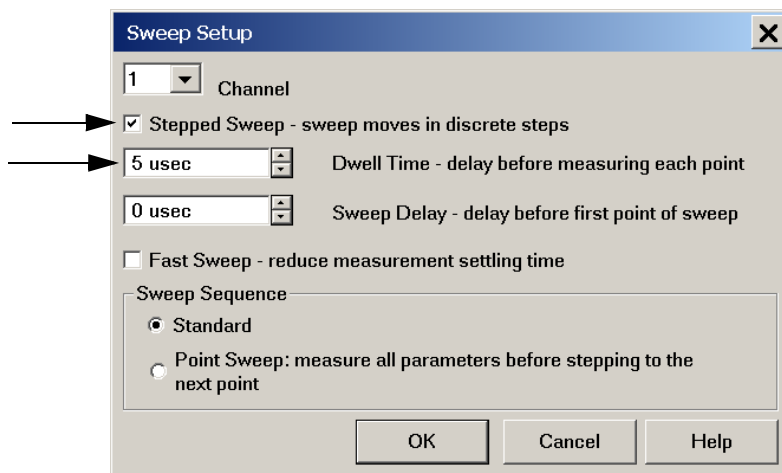 Sweep Setup
1 Channel
Stepped Sweep - sweep moves in discrete steps
5 usec Dwell Time - delay before measuring each point
0 usec Sweep Delay - delay before first point of sweep
Fast Sweep - reduce measurement settling time
Sweep Sequence
Standard
Point Sweep: measure all parameters before stepping to the
next point
OK Cancel Help